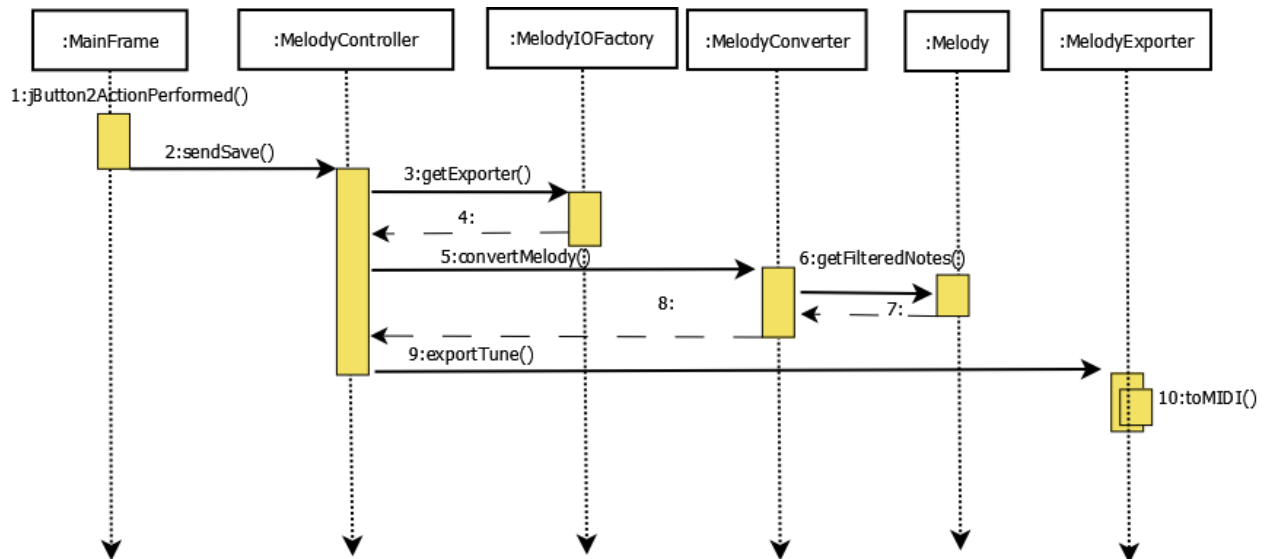 :MainFrame
:MelodyController
:MelodyIOFactory
:MelodyConverter
:Melody
:MelodyExporter
1:jButton2ActionPerformed()
2:sendSave()
3:getExporter()
4:
5:convertMelody()
6:getFilteredNotes()
7:
8:
9:exportTune()
10:toMIDI()